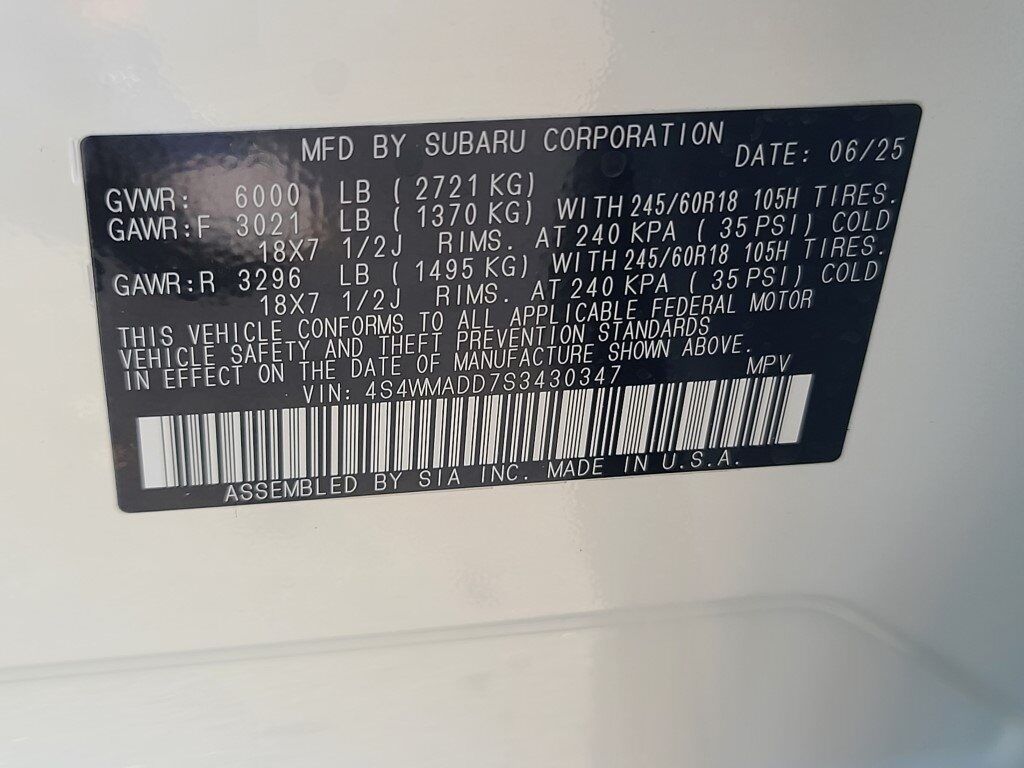 MFD BY SUBARU CORPORATION DATE: 06/25
GVWR: 6000 LB ( 2721 KG)
GAWR:F 3021 LB ( 1370 KG) WITH 245/60R18 105H TIRES.
18X7 1/2J RIMS. AT 240 KPA ( 35 PSI) COLD
GAWR:R 3296 LB ( 1495 KG) WITH 245/60R18 105H TIRES.
18X7 1/2J RIMS. AT 240 KPA ( 35 PSI) COLD
THIS VEHICLE CONFORMS TO ALL APPLICABLE FEDERAL MOTOR
VEHICLE SAFETY AND THEFT PREVENTION STANDARDS
IN EFFECT ON THE DATE OF MANUFACTURE SHOWN ABOVE.
VIN: 4S4WMADD7S3430347 MPV
ASSEMBLED BY SIA INC. MADE IN U.S.A.